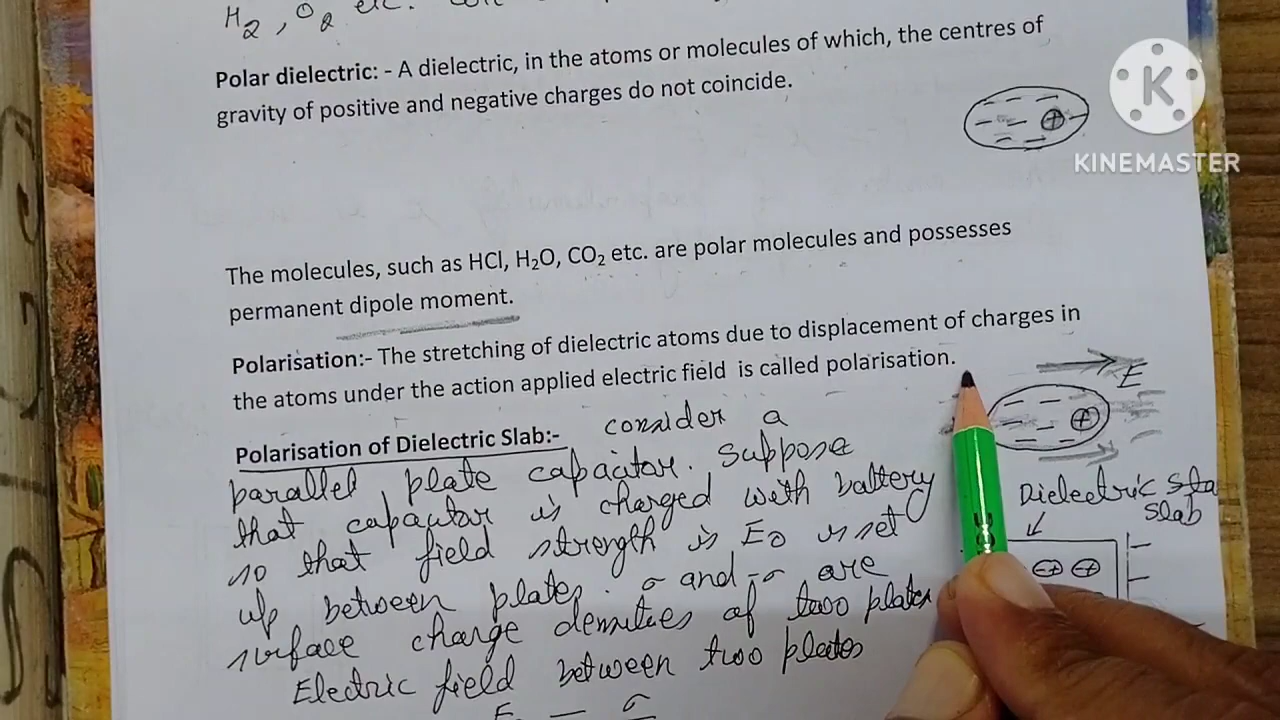 H₂, O₂ etc.
Polar dielectric: - A dielectric, in the atoms or molecules of which, the centres of
gravity of positive and negative charges do not coincide.
K
KINEMASTER
The molecules, such as HCl, H₂O, CO₂ etc. are polar molecules and possesses
permanent dipole moment.
Polarisation:- The stretching of dielectric atoms due to displacement of charges in
the atoms under the action applied electric field is called polarisation.
E
Polarisation of Dielectric Slab:- consider a
parallel plate capacitor. Suppose
that capacitor is charged with battery
so that field strength is E₀ is set
up between plates. σ and -σ are
surface charge densities of two plates
Electric field between two plates
E = σ
Dielectric sta
slab